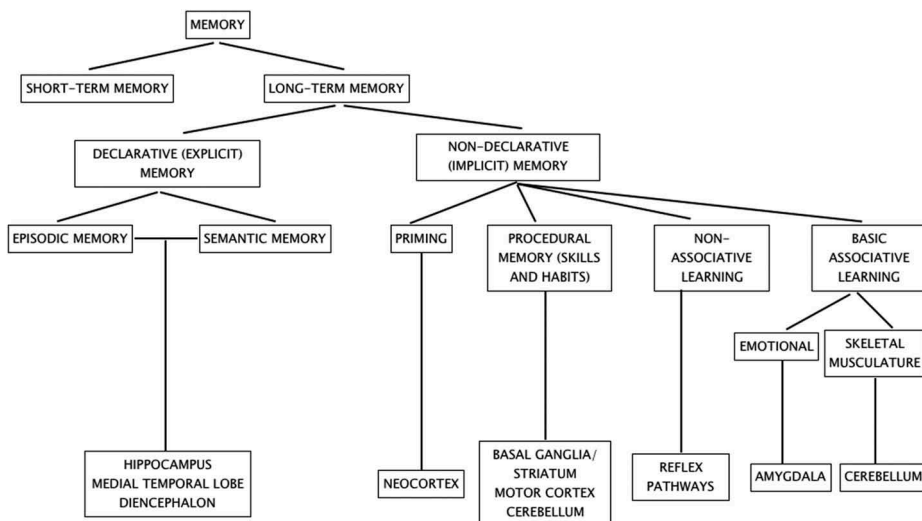 MEMORY
SHORT-TERM MEMORY
LONG-TERM MEMORY
DECLARATIVE (EXPLICIT)
MEMORY
NON-DECLARATIVE
(IMPLICIT) MEMORY
EPISODIC MEMORY
SEMANTIC MEMORY
PRIMING
PROCEDURAL
MEMORY (SKILLS
AND HABITS)
NON-
ASSOCIATIVE
LEARNING
BASIC
ASSOCIATIVE
LEARNING
EMOTIONAL
SKELETAL
MUSCULATURE
HIPPOCAMPUS
MEDIAL TEMPORAL LOBE
DIENCEPHALON
NEOCORTEX
BASAL GANGLIA/
STRIATUM
MOTOR CORTEX
CEREBELLUM
REFLEX
PATHWAYS
AMYGDALA
CEREBELLUM